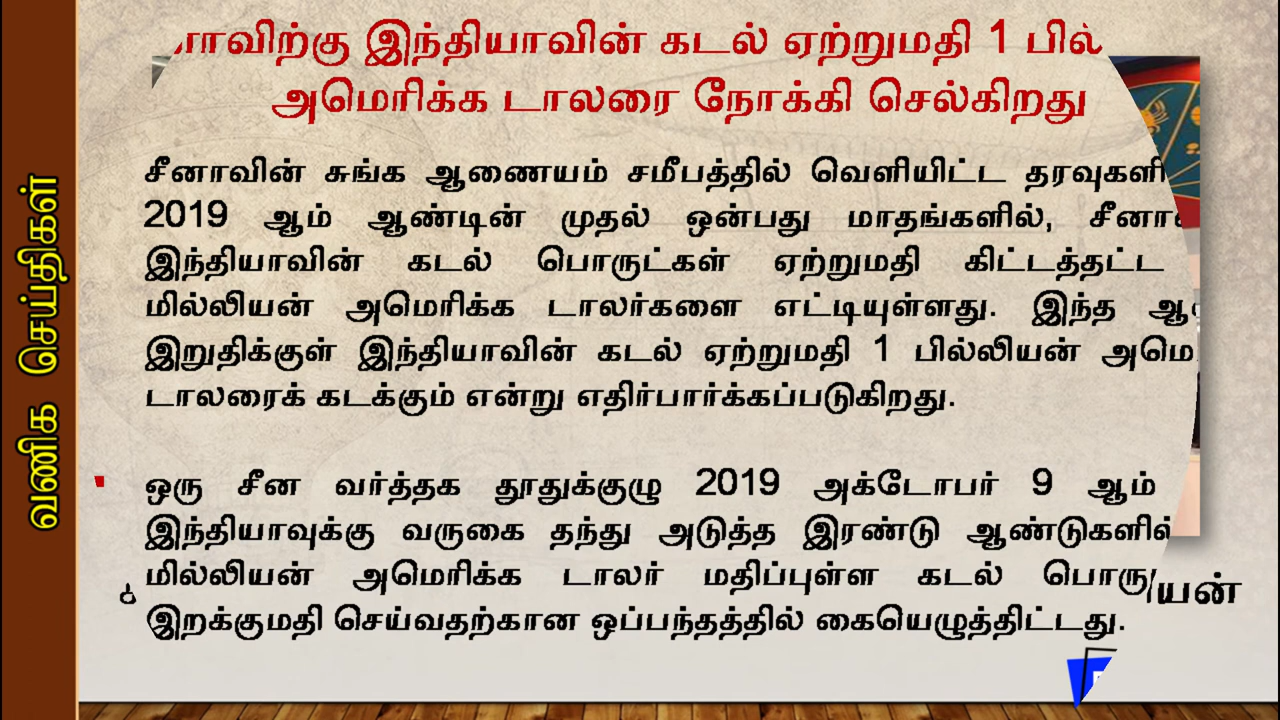 வணிக செய்திகள்
இந்தியாவின் கடல் ஏற்றுமதி 1
அமெரிக்க டாலரை நோக்கி செல்கிறது
சீனாவின் சுங்க ஆணையம் சமீபத்தில் வெளியிட்ட
2019 ஆம் ஆண்டின் முதல் ஒன்பது மாதங்களில்,
இந்தியாவின் கடல் பொருட்கள் ஏற்றுமதி கிட்டத்தட்ட
மில்லியன் அமெரிக்க டாலர்களை எட்டியுள்ளது. இந்த
இறுதிக்குள் இந்தியாவின் கடல் ஏற்றுமதி 1 பில்லியன்
டாலரைக் கடக்கும் என்று எதிர்பார்க்கப்படுகிறது.
ஒரு சீன வர்த்தக தூதுக்குழு 2019 அக்டோபர் 9 ஆம்
இந்தியாவுக்கு வருகை தந்து அடுத்த இரண்டு ஆண்டுகளில்
மில்லியன் அமெரிக்க டாலர் மதிப்புள்ள கடல்
இறக்குமதி செய்வதற்கான ஒப்பந்தத்தில் கையெழுத்திட்டது.